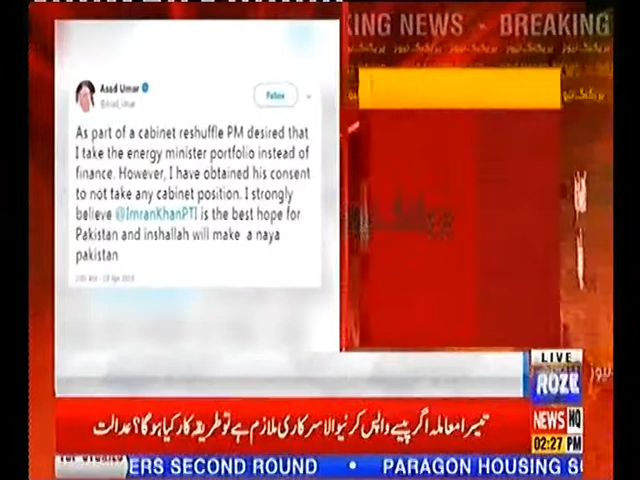 KING NEWS - BREAKING
Asad Umar
@Asad_Umar
Follow
As part of a cabinet reshuffle PM desired that
I take the energy minister portfolio instead of
finance. However, I have obtained his consent
to not take any cabinet position. I strongly
believe @ImranKhanPTI is the best hope for
Pakistan and inshallah will make a naya
pakistan
LIVE
ROZE
NEWS HQ
02:27 PM
تیسرا معاملہ اگر پیسے واپس کرنیوالا سرکاری ملازم ہے تو طریقہ کار کیا ہوگا؟ عدالت
ERS SECOND ROUND • PARAGON HOUSING S